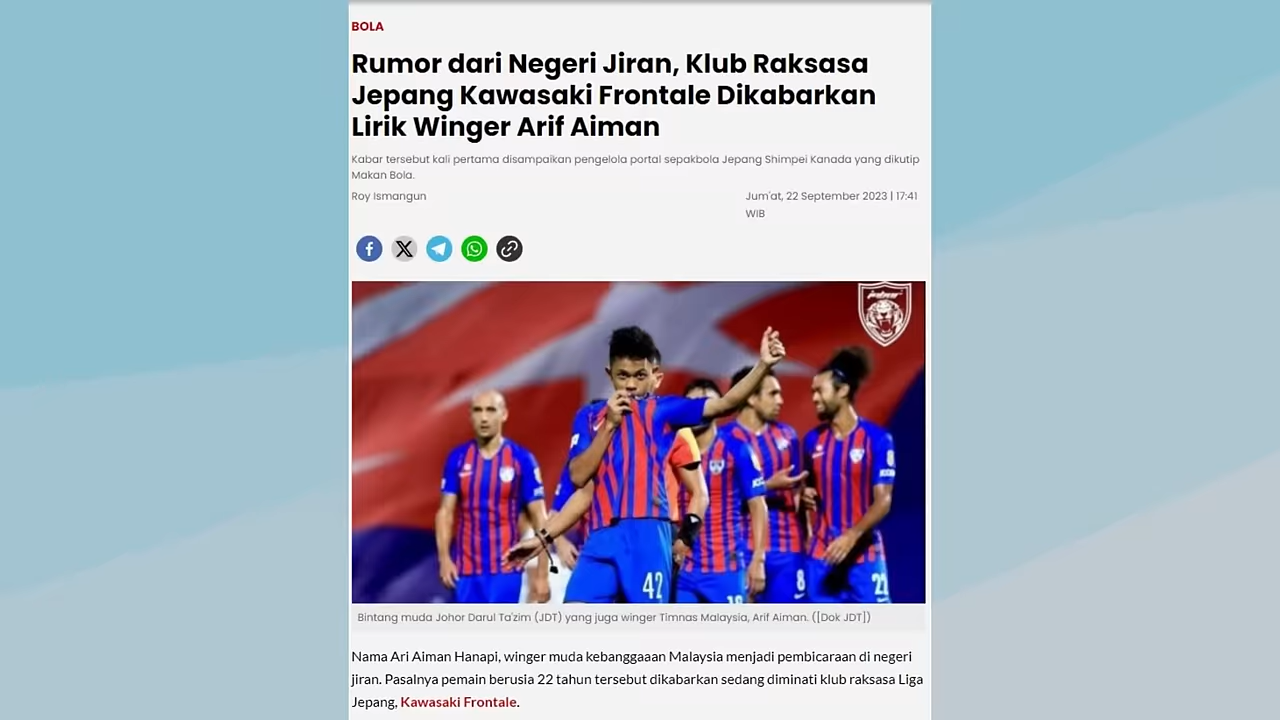 BOLA
Rumor dari Negeri Jiran, Klub Raksasa
Jepang Kawasaki Frontale Dikabarkan
Lirik Winger Arif Aiman
Kabar tersebut kali pertama disampaikan pengelola portal sepakbola Jepang Shimpei Kanada yang dikutip
Makan Bola.
Roy Ismangun
Jum'at, 22 September 2023 | 17:41
WIB
42
8
Bintang muda Johor Darul Ta'zim (JDT) yang juga winger Timnas Malaysia, Arif Aiman. ([Dok JDT])
Nama Ari Aiman Hanapi, winger muda kebanggaaan Malaysia menjadi pembicaraan di negeri
jiran. Pasalnya pemain berusia 22 tahun tersebut dikabarkan sedang diminati klub raksasa Liga
Jepang, Kawasaki Frontale.